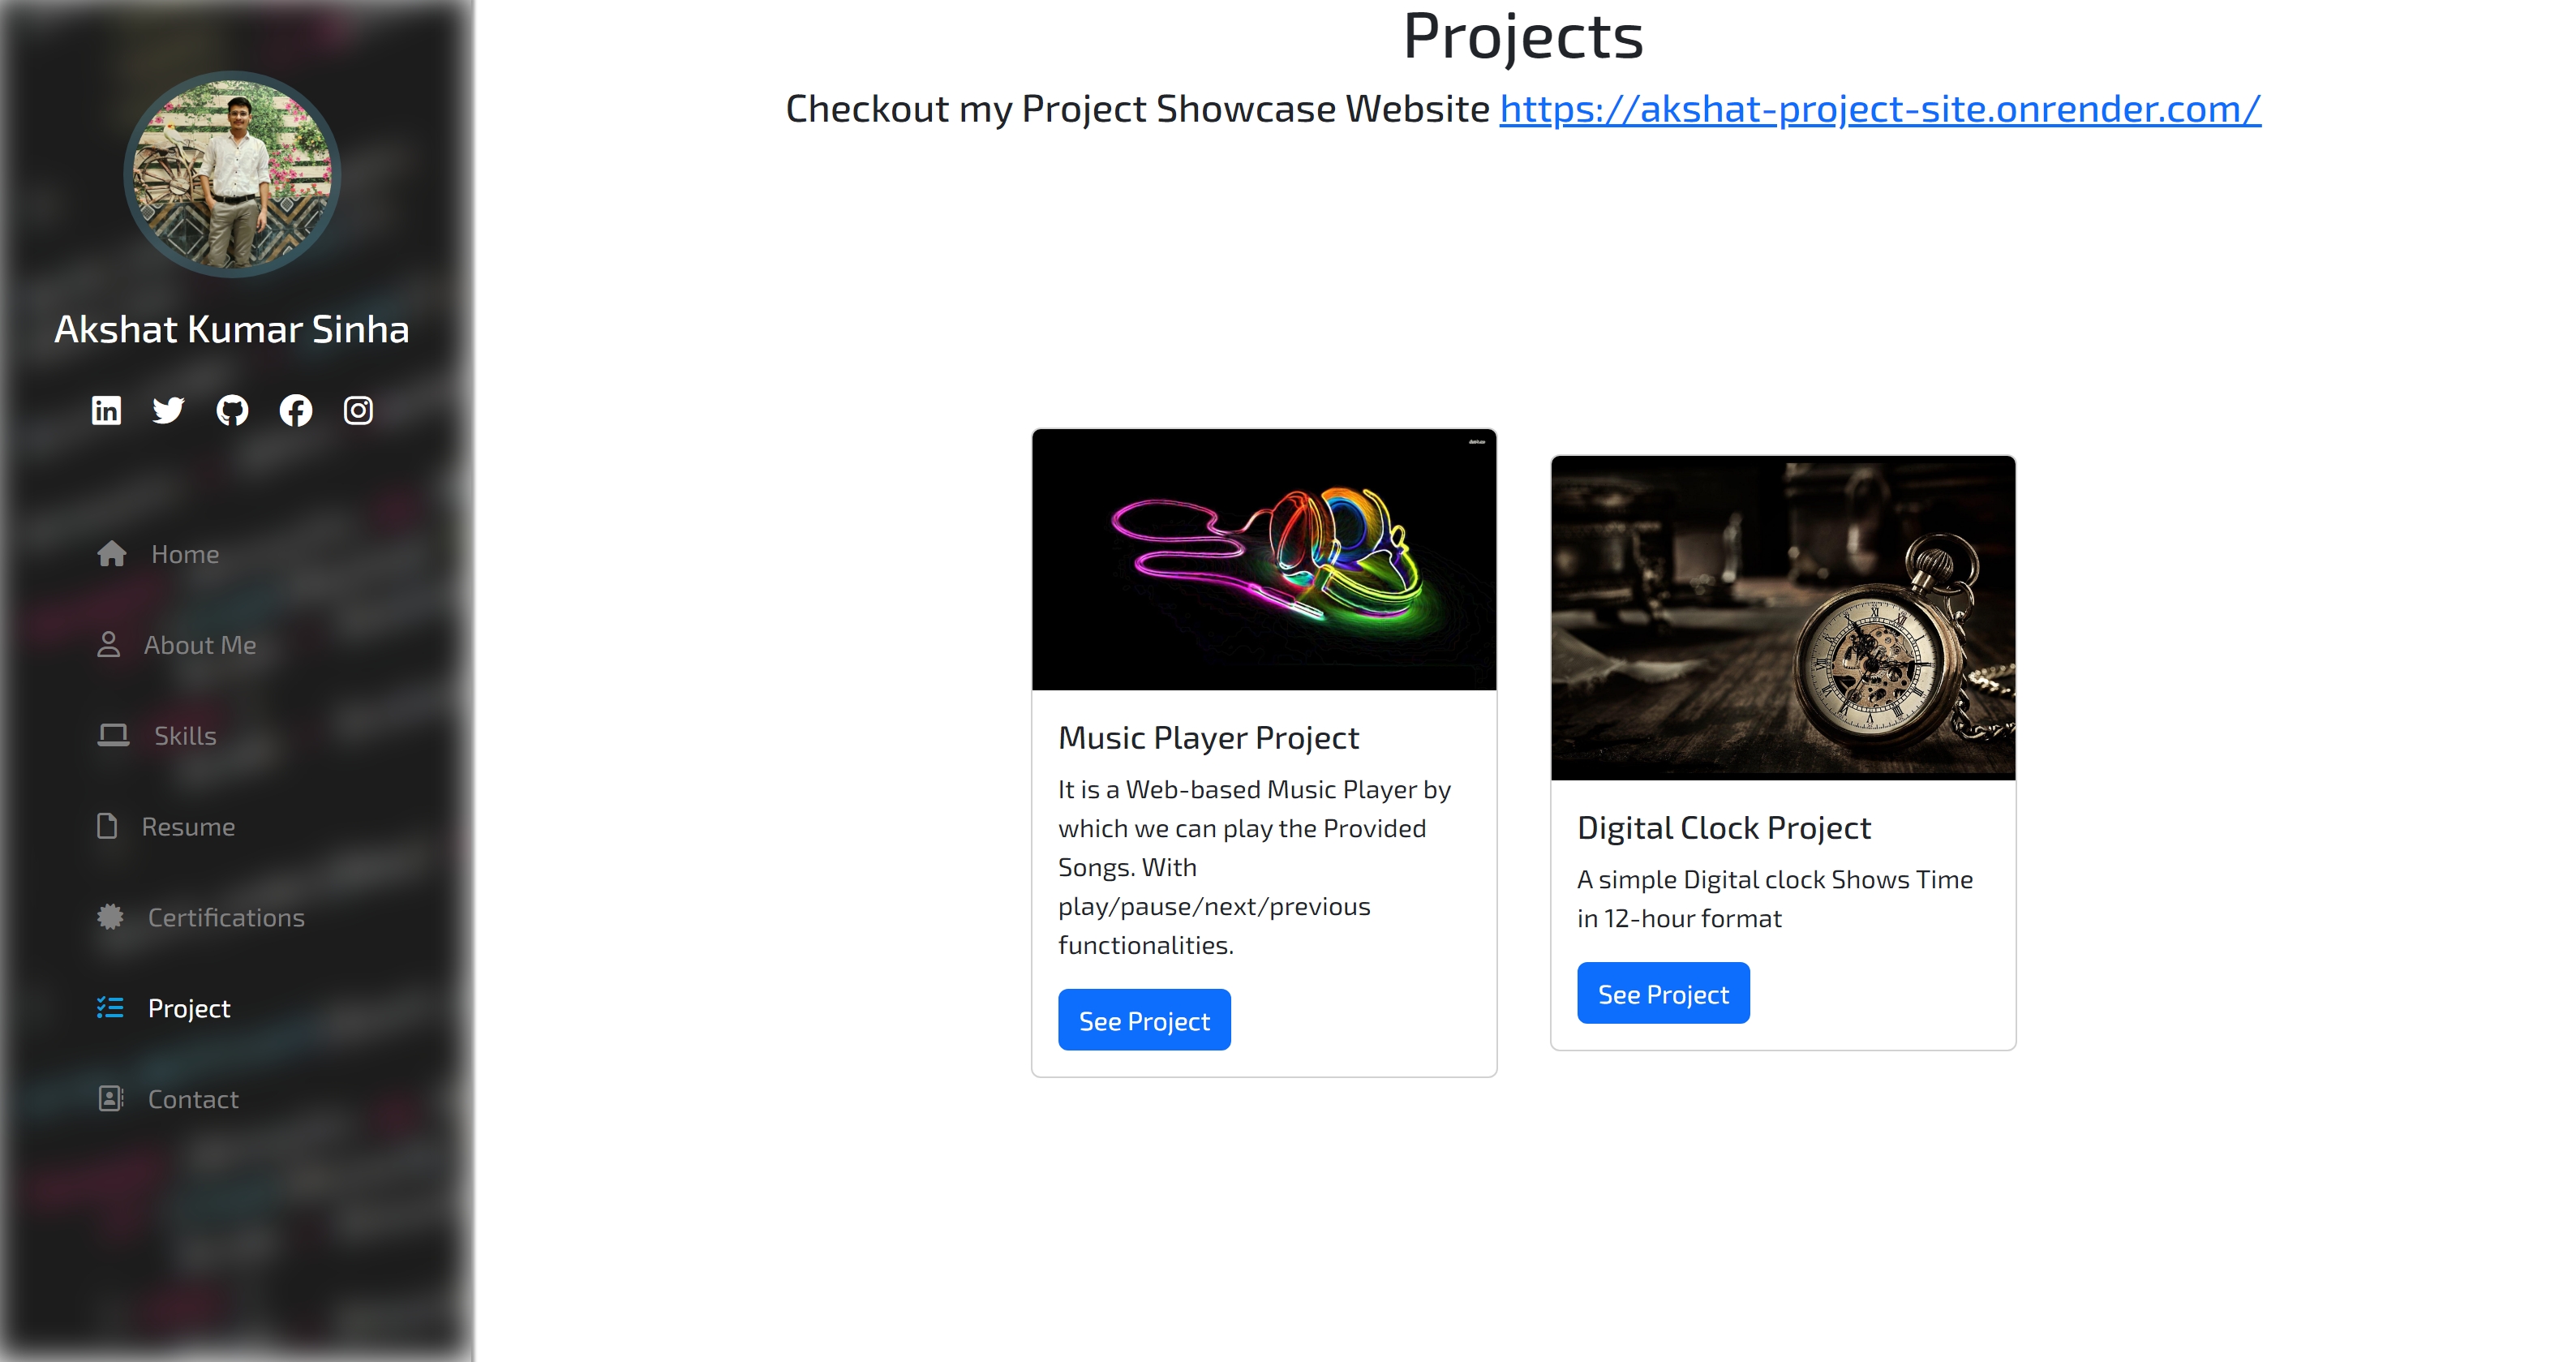 Akshat Kumar Sinha
Home
About Me
Skills
Resume
Certifications
Project
Contact
Projects
Checkout my Project Showcase Website https://akshat-project-site.onrender.com/
Music Player Project
It is a Web-based Music Player by
which we can play the Provided
Songs. With
play/pause/next/previous
functionalities.
See Project
Digital Clock Project
A simple Digital clock Shows Time
in 12-hour format
See Project